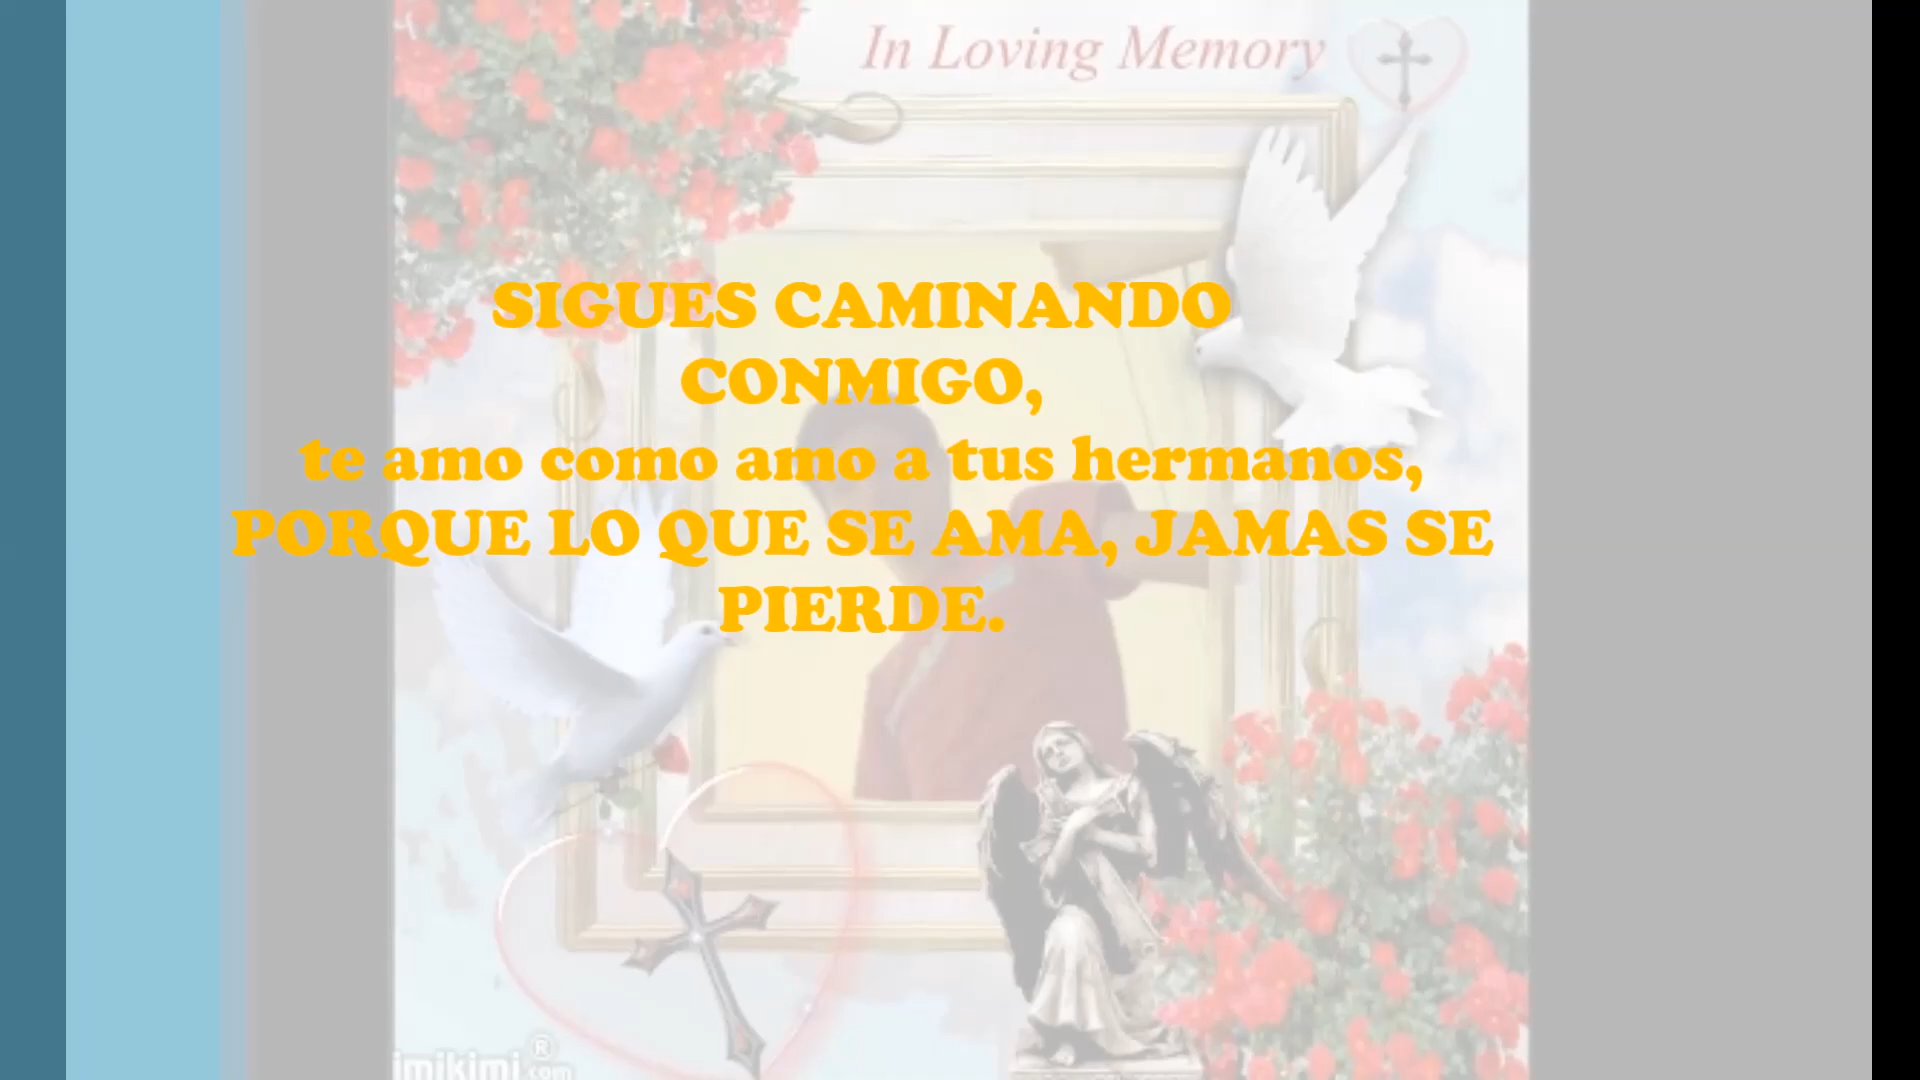 In Loving Memory
SIGUES CAMINANDO
CONMIGO,
te amo como amo a tus hermanos,
PORQUE LO QUE SE AMA, JAMAS SE
PIERDE.
imikimi.com®